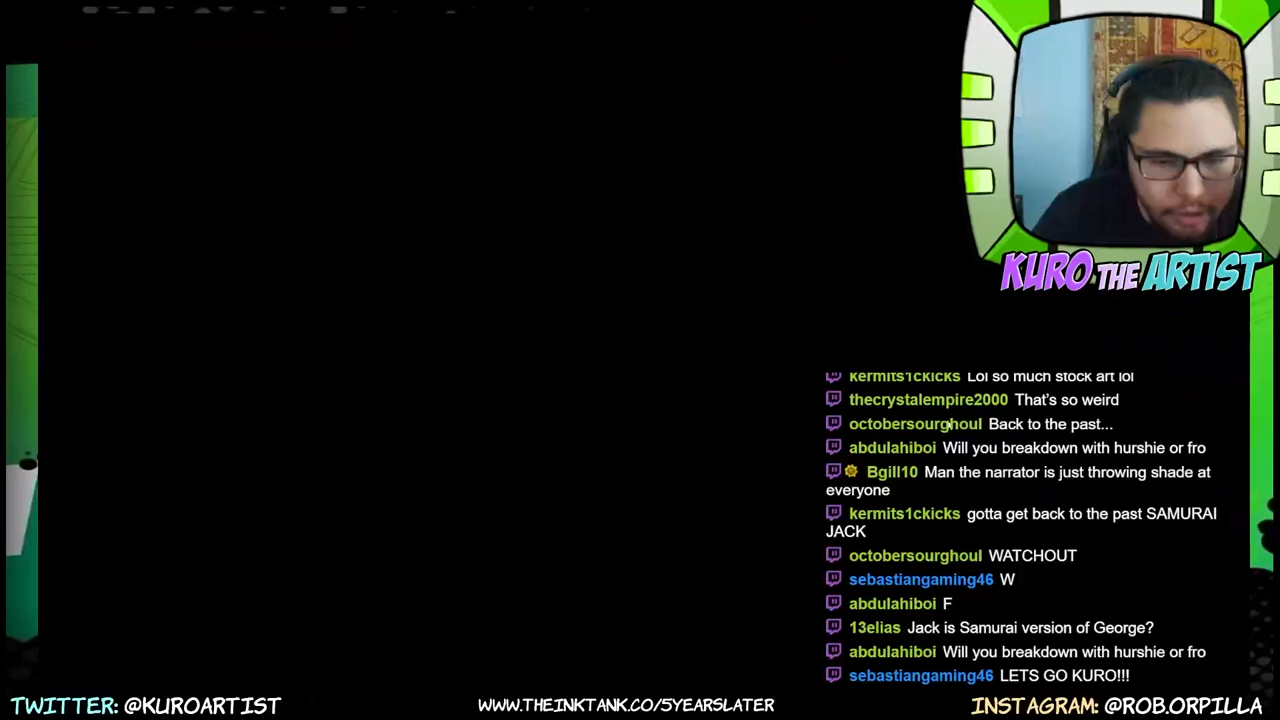 KURO THE ARTIST
kermits1ckicks Lol so much stock art lol
thecrystalempire2000 That's so weird
octobersourghoul Back to the past...
abdulahiboi Will you breakdown with hurshie or fro
Bgill10 Man the narrator is just throwing shade at
everyone
kermits1ckicks gotta get back to the past SAMURAI
JACK
octobersourghoul WATCHOUT
sebastiangaming46 W
abdulahiboi F
13elias Jack is Samurai version of George?
abdulahiboi Will you breakdown with hurshie or fro
sebastiangaming46 LETS GO KURO!!!
TWITTER: @KUROARTIST WWW.THEINKTANK.CO/5YEARSLATER INSTAGRAM: @ROB.ORPILLA